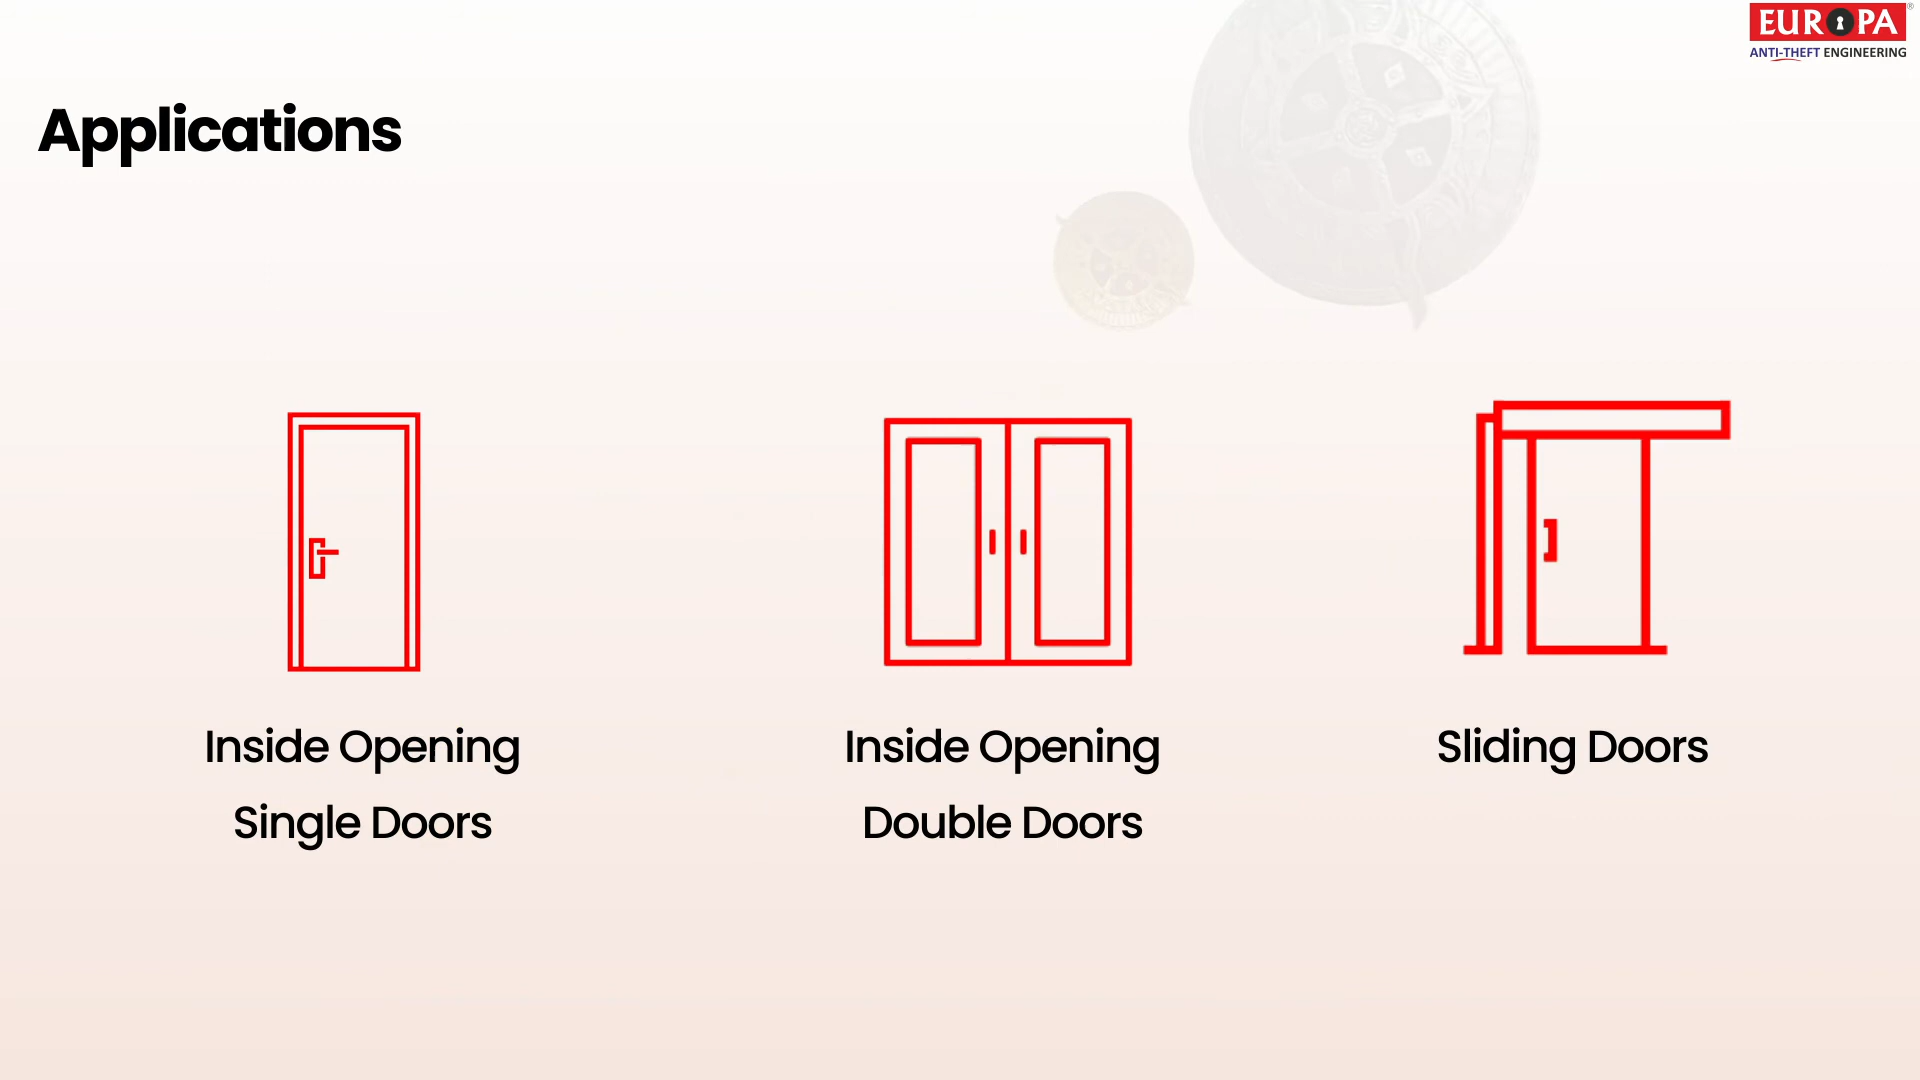 EUROPA ®
ANTI-THEFT ENGINEERING
Applications
Inside Opening
Single Doors
Inside Opening
Double Doors
Sliding Doors